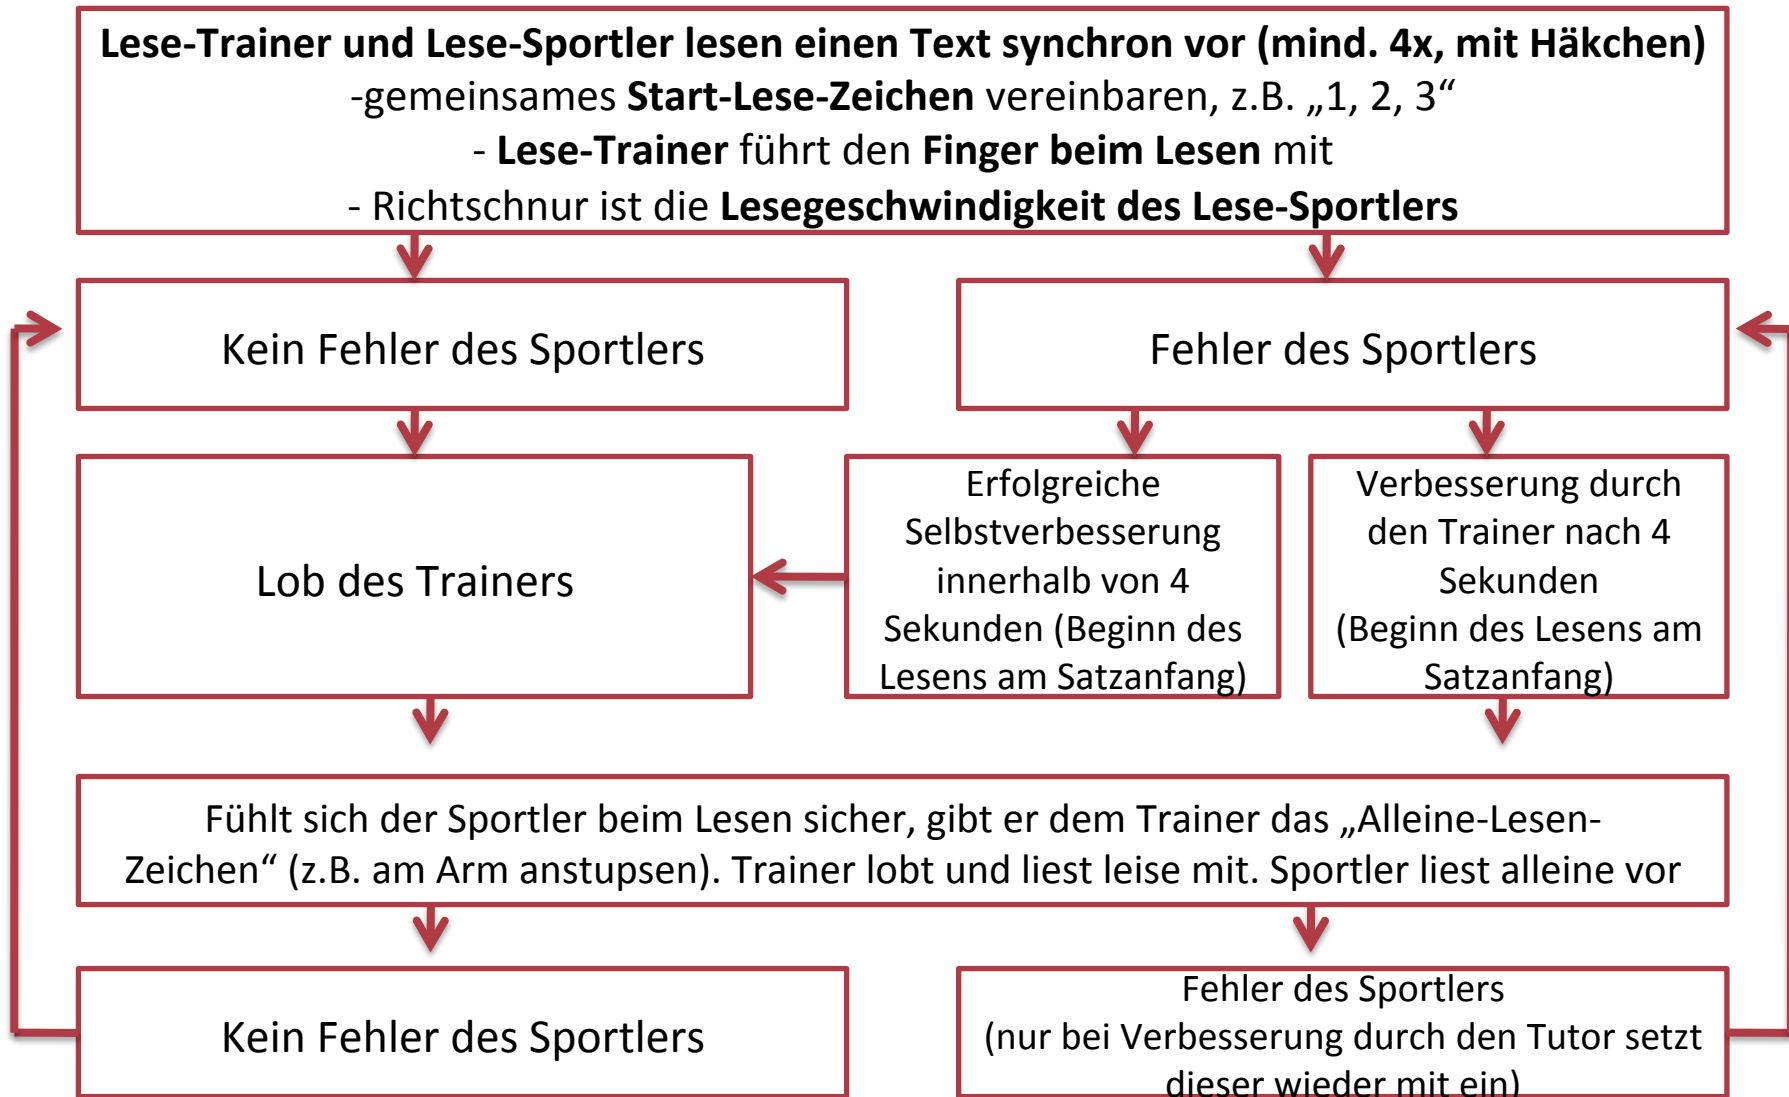 Lese-Trainer und Lese-Sportler lesen einen Text synchron vor (mind. 4x, mit Häkchen)
-gemeinsames Start-Lese-Zeichen vereinbaren, z.B. „1, 2, 3“
- Lese-Trainer führt den Finger beim Lesen mit
- Richtschnur ist die Lesegeschwindigkeit des Lese-Sportlers
Kein Fehler des Sportlers
Fehler des Sportlers
Lob des Trainers
Erfolgreiche
Selbstverbesserung
innerhalb von 4
Sekunden (Beginn des
Lesens am Satzanfang)
Verbesserung durch
den Trainer nach 4
Sekunden
(Beginn des Lesens am
Satzanfang)
Fühlt sich der Sportler beim Lesen sicher, gibt er dem Trainer das „Alleine-Lesen-
Zeichen“ (z.B. am Arm anstupsen). Trainer lobt und liest leise mit. Sportler liest alleine vor
Kein Fehler des Sportlers
Fehler des Sportlers
(nur bei Verbesserung durch den Tutor setzt
dieser wieder mit ein)